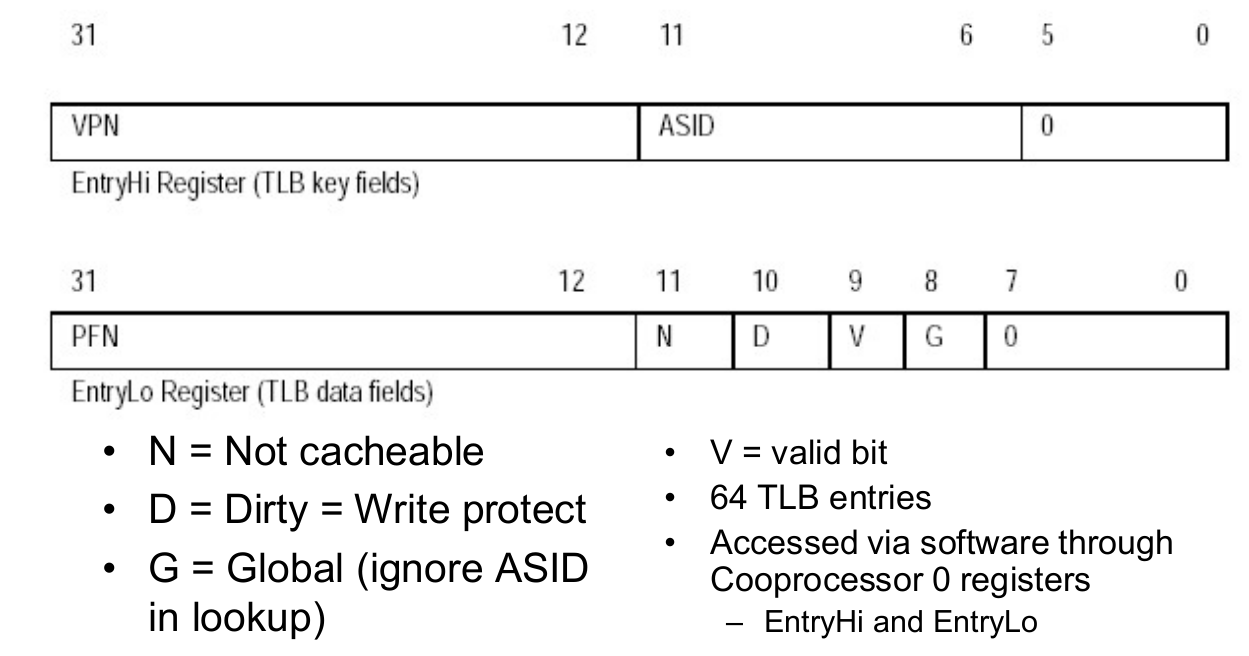 31 12 11 6 5 0
VPN ASID 0
EntryHi Register (TLB key fields)
31 12 11 10 9 8 7 0
PFN N D V G 0
EntryLo Register (TLB data fields)
• N = Not cacheable
• D = Dirty = Write protect
• G = Global (ignore ASID
in lookup)
• V = valid bit
• 64 TLB entries
• Accessed via software through
Cooprocessor 0 registers
– EntryHi and EntryLo